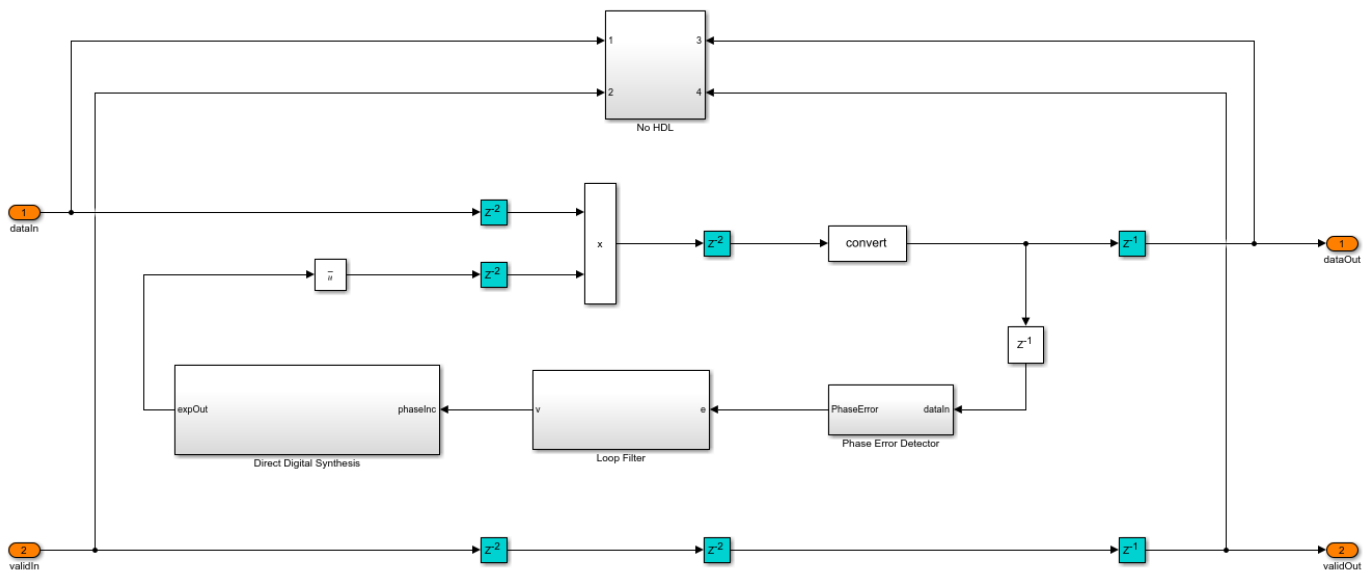 1 3
2 4
No HDL
1
dataIn
Z-2
x
Z-2
convert
Z-1
1
dataOut
Z-2
Z-1
expOut
phaseInc
Direct Digital Synthesis
v
e
Loop Filter
PhaseError
dataIn
Phase Error Detector
2
validIn
Z-2
Z-2
Z-1
2
validOut